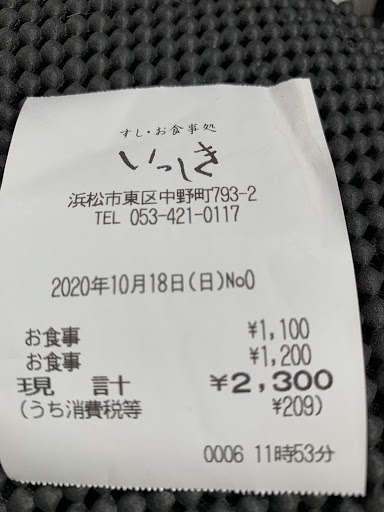 すし・お食事処
いっしき
浜松市東区中野町793-2
TEL 053-421-0117
2020年10月18日(日)No0
お食事 ¥1,100
お食事 ¥1,200
現 計 ¥2,300
(うち消費税等 ¥209)
0006 11時53分